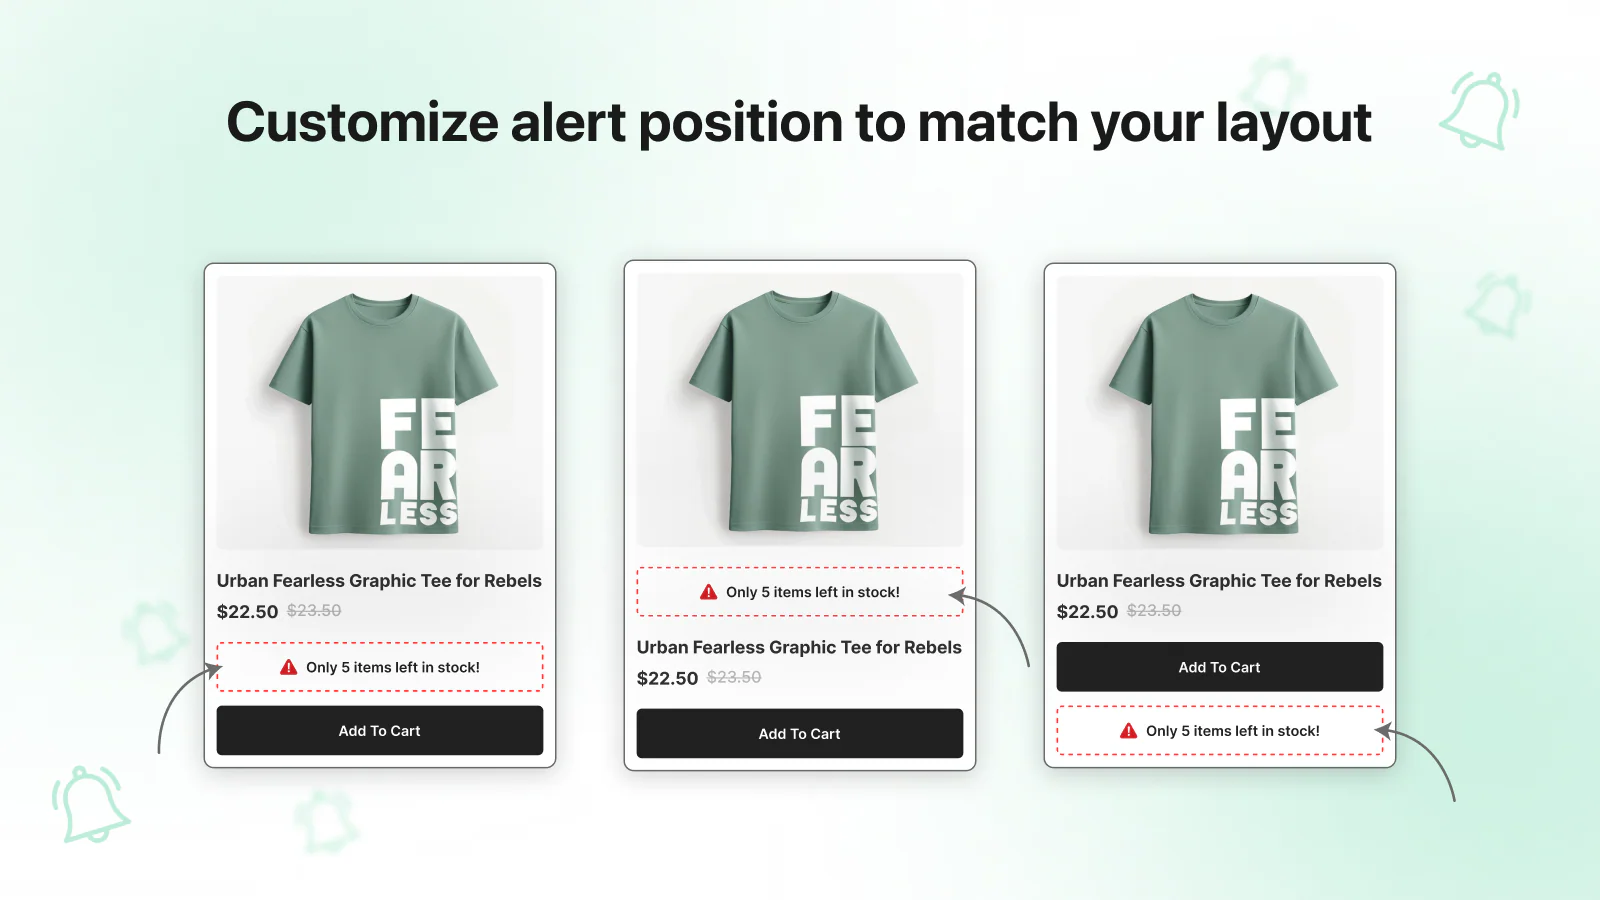 Customize alert position to match your layout
FE
AR
LESS
Urban Fearless Graphic Tee for Rebels
$22.50 $23.50
Only 5 items left in stock!
Add To Cart
FE
AR
LESS
Only 5 items left in stock!
Urban Fearless Graphic Tee for Rebels
$22.50 $23.50
Add To Cart
FE
AR
LESS
Urban Fearless Graphic Tee for Rebels
$22.50 $23.50
Add To Cart
Only 5 items left in stock!